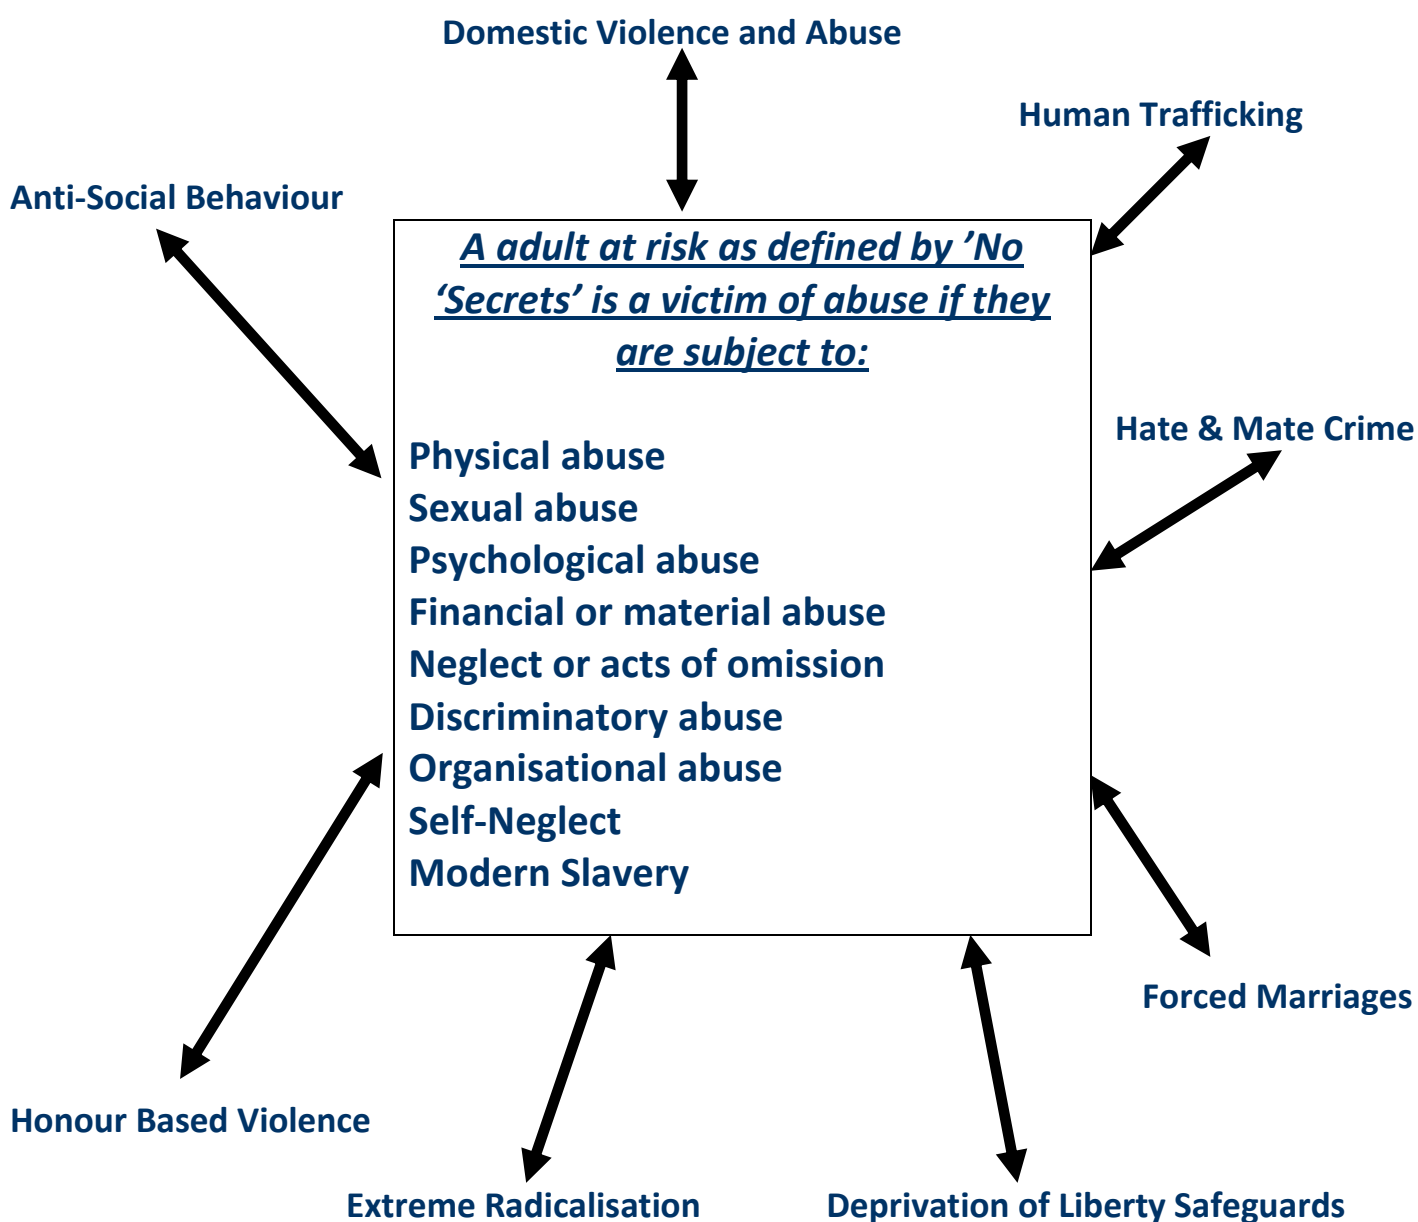 Domestic Violence and Abuse
Human Trafficking
Anti-Social Behaviour
A adult at risk as defined by ’No
‘Secrets’ is a victim of abuse if they
are subject to:
Hate & Mate Crime
Physical abuse
Sexual abuse
Psychological abuse
Financial or material abuse
Neglect or acts of omission
Discriminatory abuse
Organisational abuse
Self-Neglect
Modern Slavery
Forced Marriages
Honour Based Violence
Extreme Radicalisation
Deprivation of Liberty Safeguards